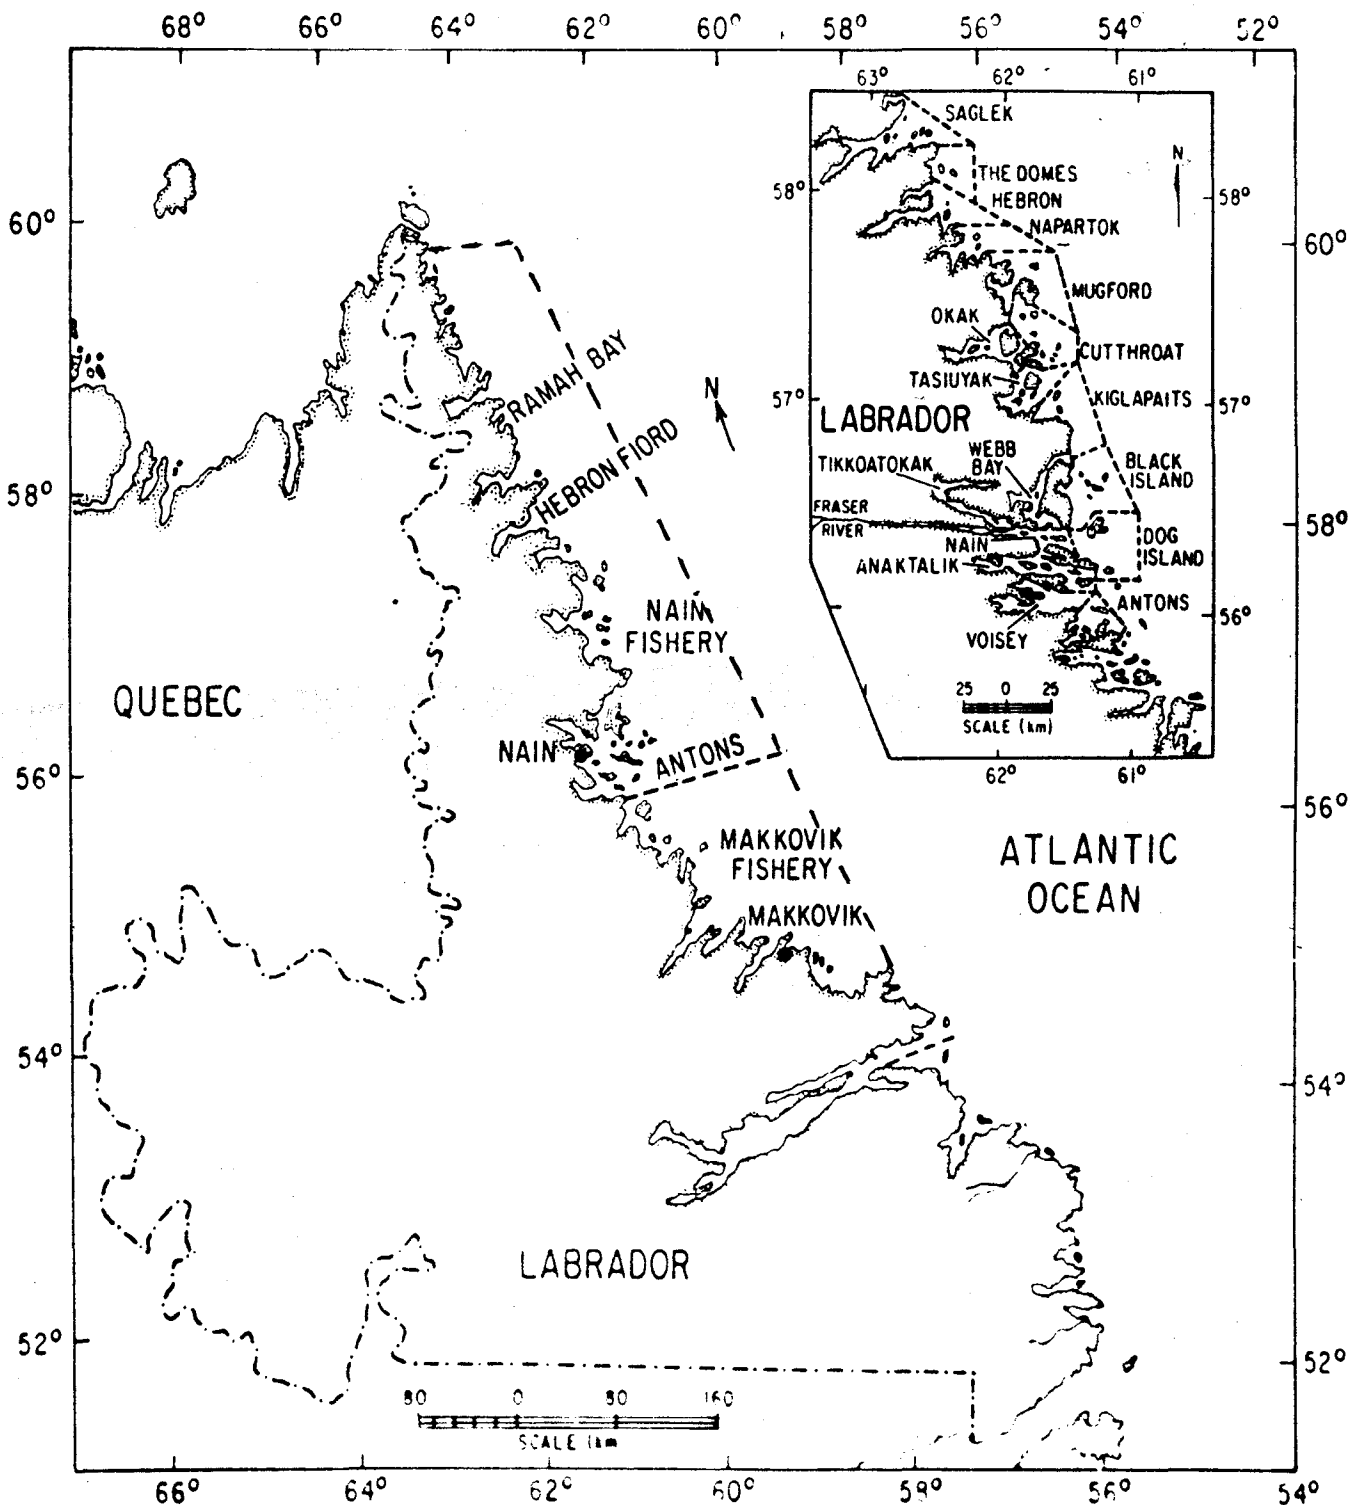 68° 66° 64° 62° 60° 58° 56° 54° 52°
63° 62° 61°
SAGLEK
N
THE DOMES
58° 58°
HEBRON
NAPARTOK
60° 60°
MUGFORD
OKAK
CUTTHROAT
TASIUYAK
KIGLAPAITS
57° 57°
LABRADOR
WEBB
BAY
TIKKOATOKAK
BLACK
ISLAND
FRASER
RIVER
NAIN
DOG
ISLAND
ANAKTALIK
ANTONS
56°
VOISEY
25 0 25
SCALE (km)
62° 61°
RAMAH BAY
N
HEBRON FIORD
58° 58°
NAIN
FISHERY
QUEBEC
NAIN
ANTONS
56° 56°
MAKKOVIK
FISHERY
ATLANTIC
OCEAN
MAKKOVIK
54° 54°
LABRADOR
52° 52°
80 0 80 160
SCALE (km
66° 64° 62° 60° 58° 56° 54°